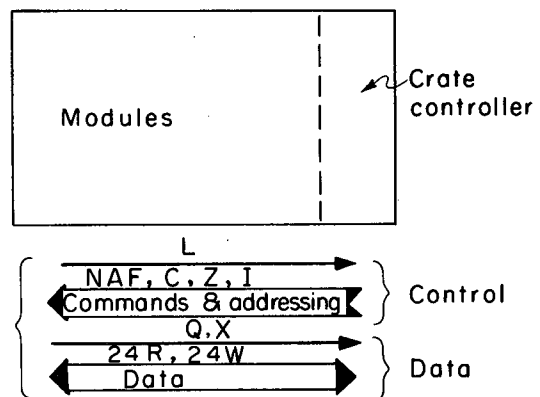 Crate
controller
Modules
L
NAF, C, Z, I
Commands & addressing
Control
Q, X
24R, 24W
Data
Data